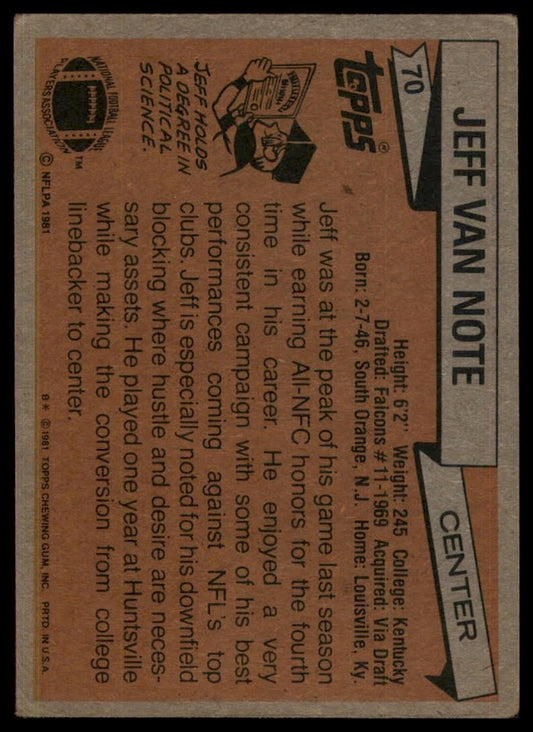 70
JEFF VAN NOTE
CENTER
TOPPS®
Height: 6'2" Weight: 245 College: Kentucky
Drafted: Falcons #11-1969 Acquired: Via Draft
Born: 2-7-46, South Orange, N.J. Home: Louisville, Ky.
Jeff was at the peak of his game last season
while earning All-NFC honors for the fourth
time in his career. He enjoyed a very
consistent campaign with some of his best
performances coming against NFL's top
clubs. Jeff is especially noted for his downfield
blocking where hustle and desire are neces-
sary assets. He played one year at Huntsville
while making the conversion from college
linebacker to center.
JEFF HOLDS
A DEGREE IN
POLITICAL
SCIENCE.
NATIONAL FOOTBALL LEAGUE
PLAYERS ASSOCIATION
™
© NFLPA 1981
8* ©1981 TOPPS CHEWING GUM, INC. PRTD. IN U.S.A.